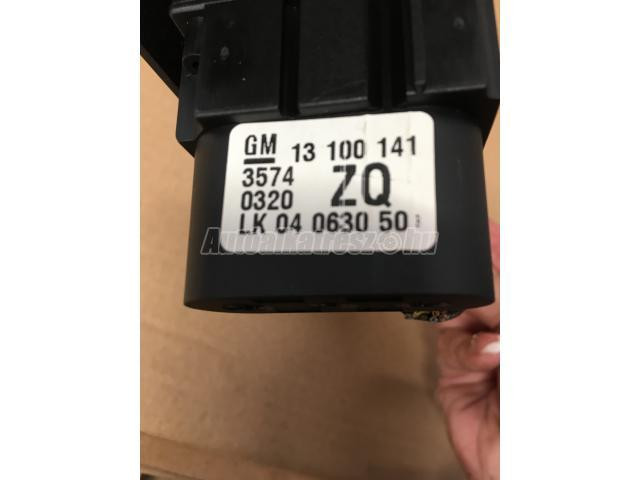 GM 13 100 141
3574 ZQ
0320
LK 04 0630 50
Autoalkatresz.hu